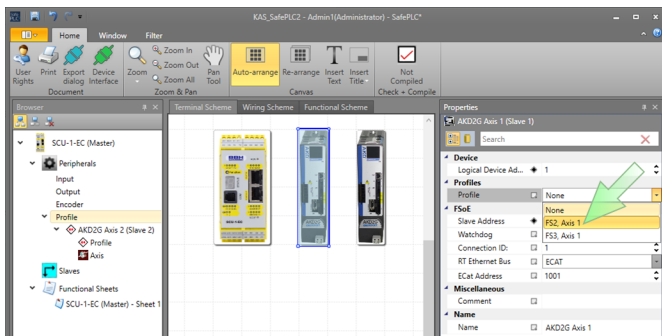 KAS_SafePLC2 - Admin1(Administrator) - SafePLC*
Home Window Filter
User Rights
Print
Export dialog
Device Interface
Zoom
Zoom In
Zoom Out
Zoom All
Pan Tool
Auto-arrange
Re-arrange
Insert Text
Insert Title
Not Compiled
Document
Zoom & Pan
Canvas
Check + Compile
Browser
SCU-1-EC (Master)
Peripherals
Input
Output
Encoder
Profile
AKD2G Axis 2 (Slave 2)
Profile
Axis
Slaves
Functional Sheets
SCU-1-EC (Master) - Sheet 1
Terminal Scheme Wiring Scheme Functional Scheme
BBH
Properties
AKD2G Axis 1 (Slave 1)
Search
Device
Logical Device Ad... 1
Profiles
Profile None
None
FS2, Axis 1
FS3, Axis 1
FSoE
Slave Address
Watchdog
Connection ID: 1
RT Ethernet Bus ECAT
ECat Address 1001
Miscellaneous
Comment
Name
Name AKD2G Axis 1